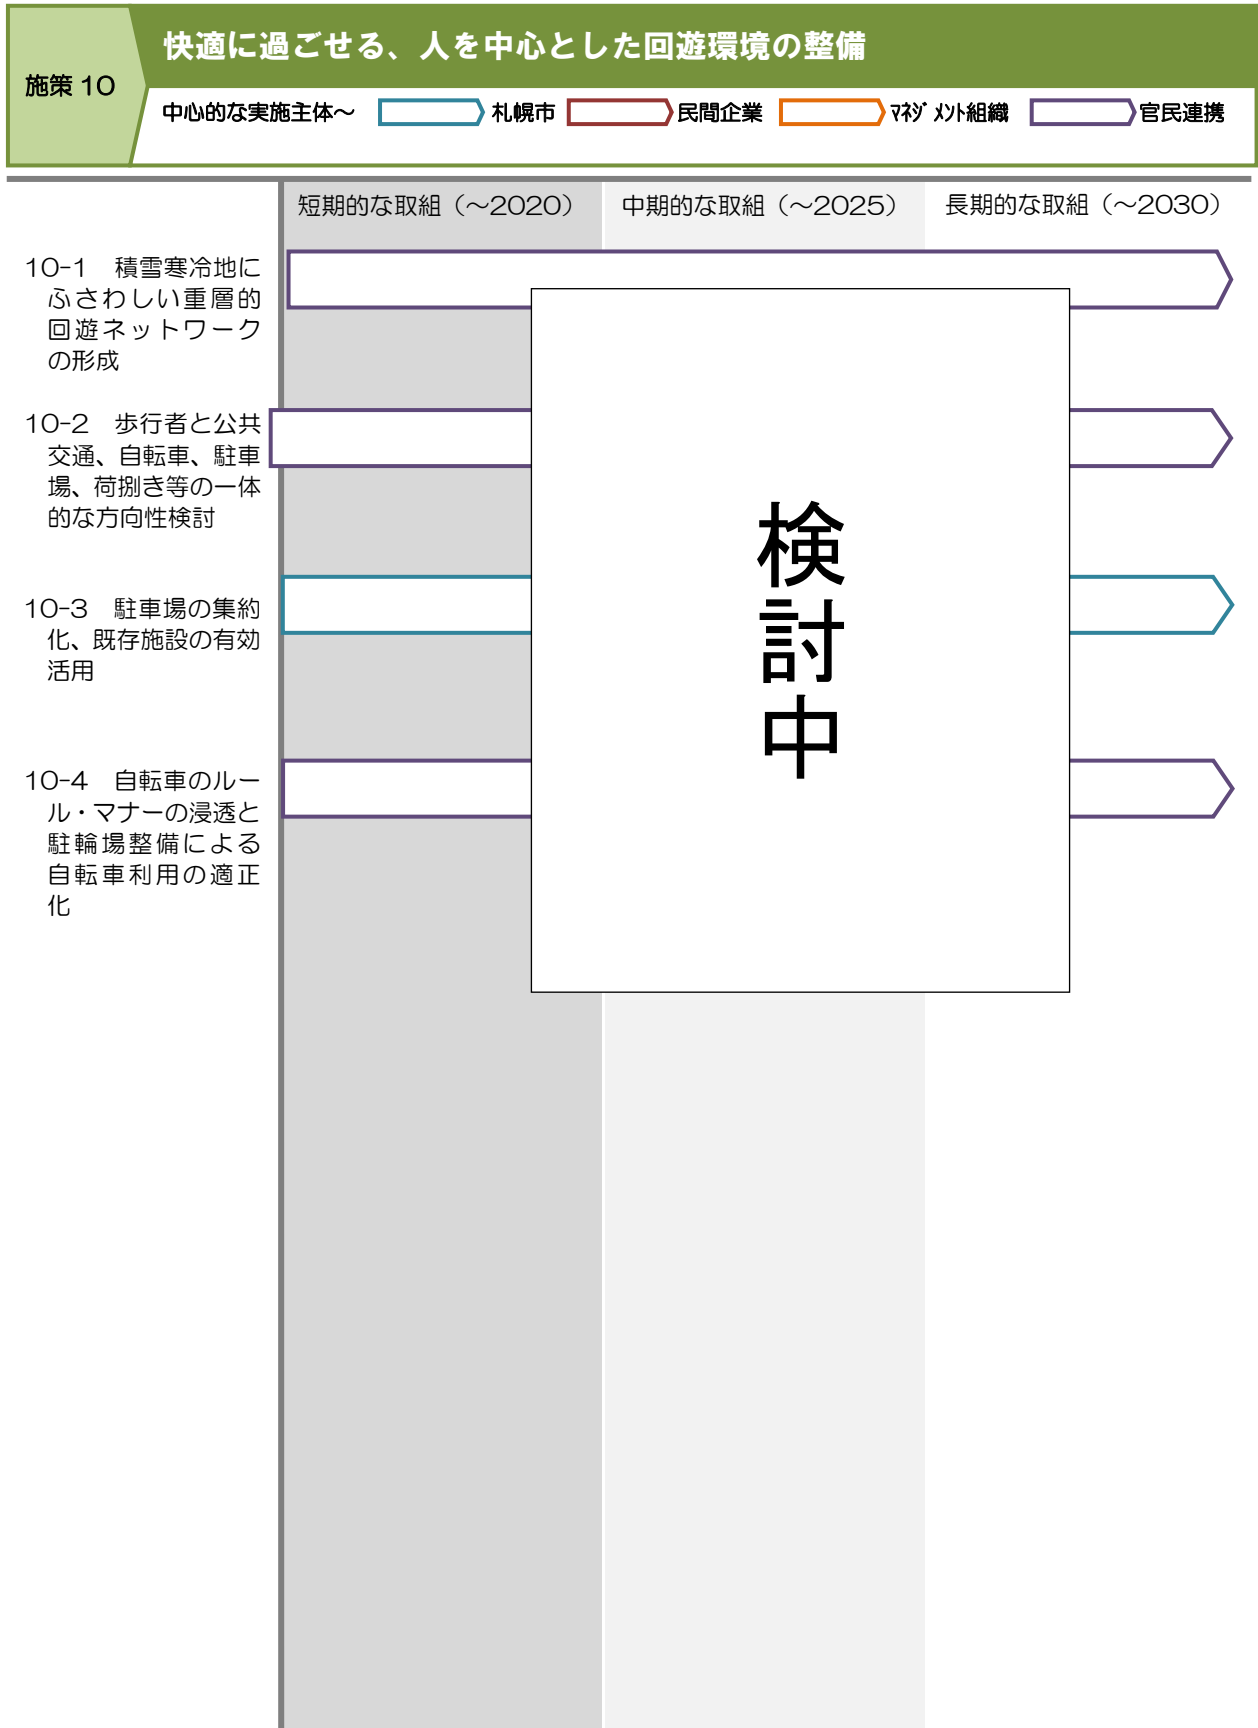 快適に過ごせる、人を中心とした回遊環境の整備
施策 10
中心的な実施主体～ 札幌市 民間企業 ﾏﾈｼﾞﾒﾝﾄ組織 官民連携
短期的な取組（～2020） 中期的な取組（～2025） 長期的な取組（～2030）
10-1　積雪寒冷地に
ふさわしい重層的
回遊ネットワーク
の形成
10-2　歩行者と公共
交通、自転車、駐車
場、荷捌き等の一体
的な方向性検討
10-3　駐車場の集約
化、既存施設の有効
活用
10-4　自転車のルー
ル・マナーの浸透と
駐輪場整備による
自転車利用の適正
化
検討中